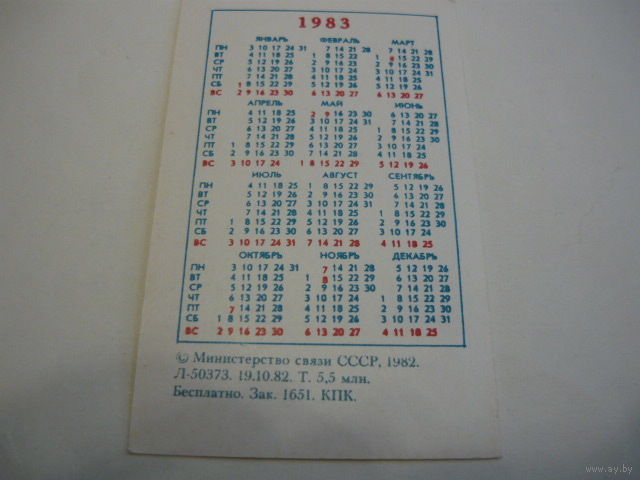 1983
ЯНВАРЬ ФЕВРАЛЬ МАРТ
ПН 3 10 17 24 31 7 14 21 28 7 14 21 28
ВТ 4 11 18 25 1 8 15 22 1 8 15 22 29
СР 5 12 19 26 2 9 16 23 2 9 16 23 30
ЧТ 6 13 20 27 3 10 17 24 3 10 17 24 31
ПТ 7 14 21 28 4 11 18 25 4 11 18 25
СБ 1 8 15 22 29 5 12 19 26 5 12 19 26
ВС 2 9 16 23 30 6 13 20 27 6 13 20 27
АПРЕЛЬ МАЙ ИЮНЬ
ПН 4 11 18 25 2 9 16 23 30 6 13 20 27
ВТ 5 12 19 26 3 10 17 24 31 7 14 21 28
СР 6 13 20 27 4 11 18 25 1 8 15 22 29
ЧТ 7 14 21 28 5 12 19 26 2 9 16 23 30
ПТ 1 8 15 22 29 6 13 20 27 3 10 17 24
СБ 2 9 16 23 30 7 14 21 28 4 11 18 25
ВС 3 10 17 24 1 8 15 22 29 5 12 19 26
ИЮЛЬ АВГУСТ СЕНТЯБРЬ
ПН 4 11 18 25 1 8 15 22 29 5 12 19 26
ВТ 5 12 19 26 2 9 16 23 30 6 13 20 27
СР 6 13 20 27 3 10 17 24 31 7 14 21 28
ЧТ 7 14 21 28 4 11 18 25 1 8 15 22 29
ПТ 1 8 15 22 29 5 12 19 26 2 9 16 23 30
СБ 2 9 16 23 30 6 13 20 27 3 10 17 24
ВС 3 10 17 24 31 7 14 21 28 4 11 18 25
ОКТЯБРЬ НОЯБРЬ ДЕКАБРЬ
ПН 3 10 17 24 31 7 14 21 28 5 12 19 26
ВТ 4 11 18 25 1 8 15 22 29 6 13 20 27
СР 5 12 19 26 2 9 16 23 30 7 14 21 28
ЧТ 6 13 20 27 3 10 17 24 1 8 15 22 29
ПТ 7 14 21 28 4 11 18 25 2 9 16 23 30
СБ 1 8 15 22 29 5 12 19 26 3 10 17 24 31
ВС 2 9 16 23 30 6 13 20 27 4 11 18 25
© Министерство связи СССР, 1982.
Л-50373. 19.10.82. Т. 5,5 млн.
Бесплатно. Зак. 1651. КПК.
www.ay.by